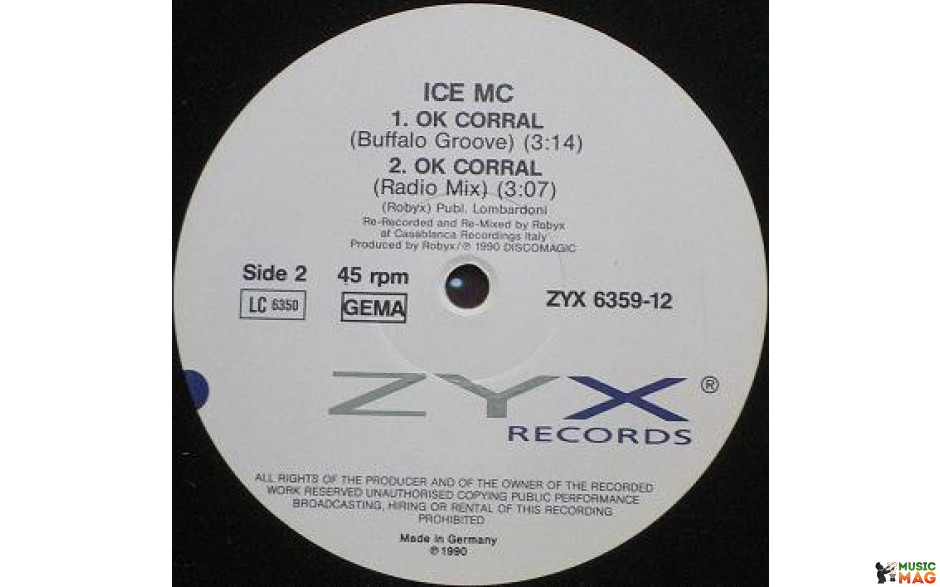 ICE MC
1. OK CORRAL
(Buffalo Groove) (3:14)
2. OK CORRAL
(Radio Mix) (3:07)
(Robyx) Publ. Lombardoni
Re-Recorded and Re-Mixed by Robyx
at Casablanca Recordings Italy
Produced by Robyx/℗ 1990 DISCOMAGIC
Side 2 45 rpm
LC 6350 GEMA
ZYX 6359-12
ZYX ®
RECORDS
ALL RIGHTS OF THE PRODUCER AND OF THE OWNER OF THE RECORDED
WORK RESERVED UNAUTHORISED COPYING PUBLIC PERFORMANCE
BROADCASTING, HIRING OR RENTAL OF THIS RECORDING
PROHIBITED
Made in Germany
℗ 1990
MUSIC
MAG